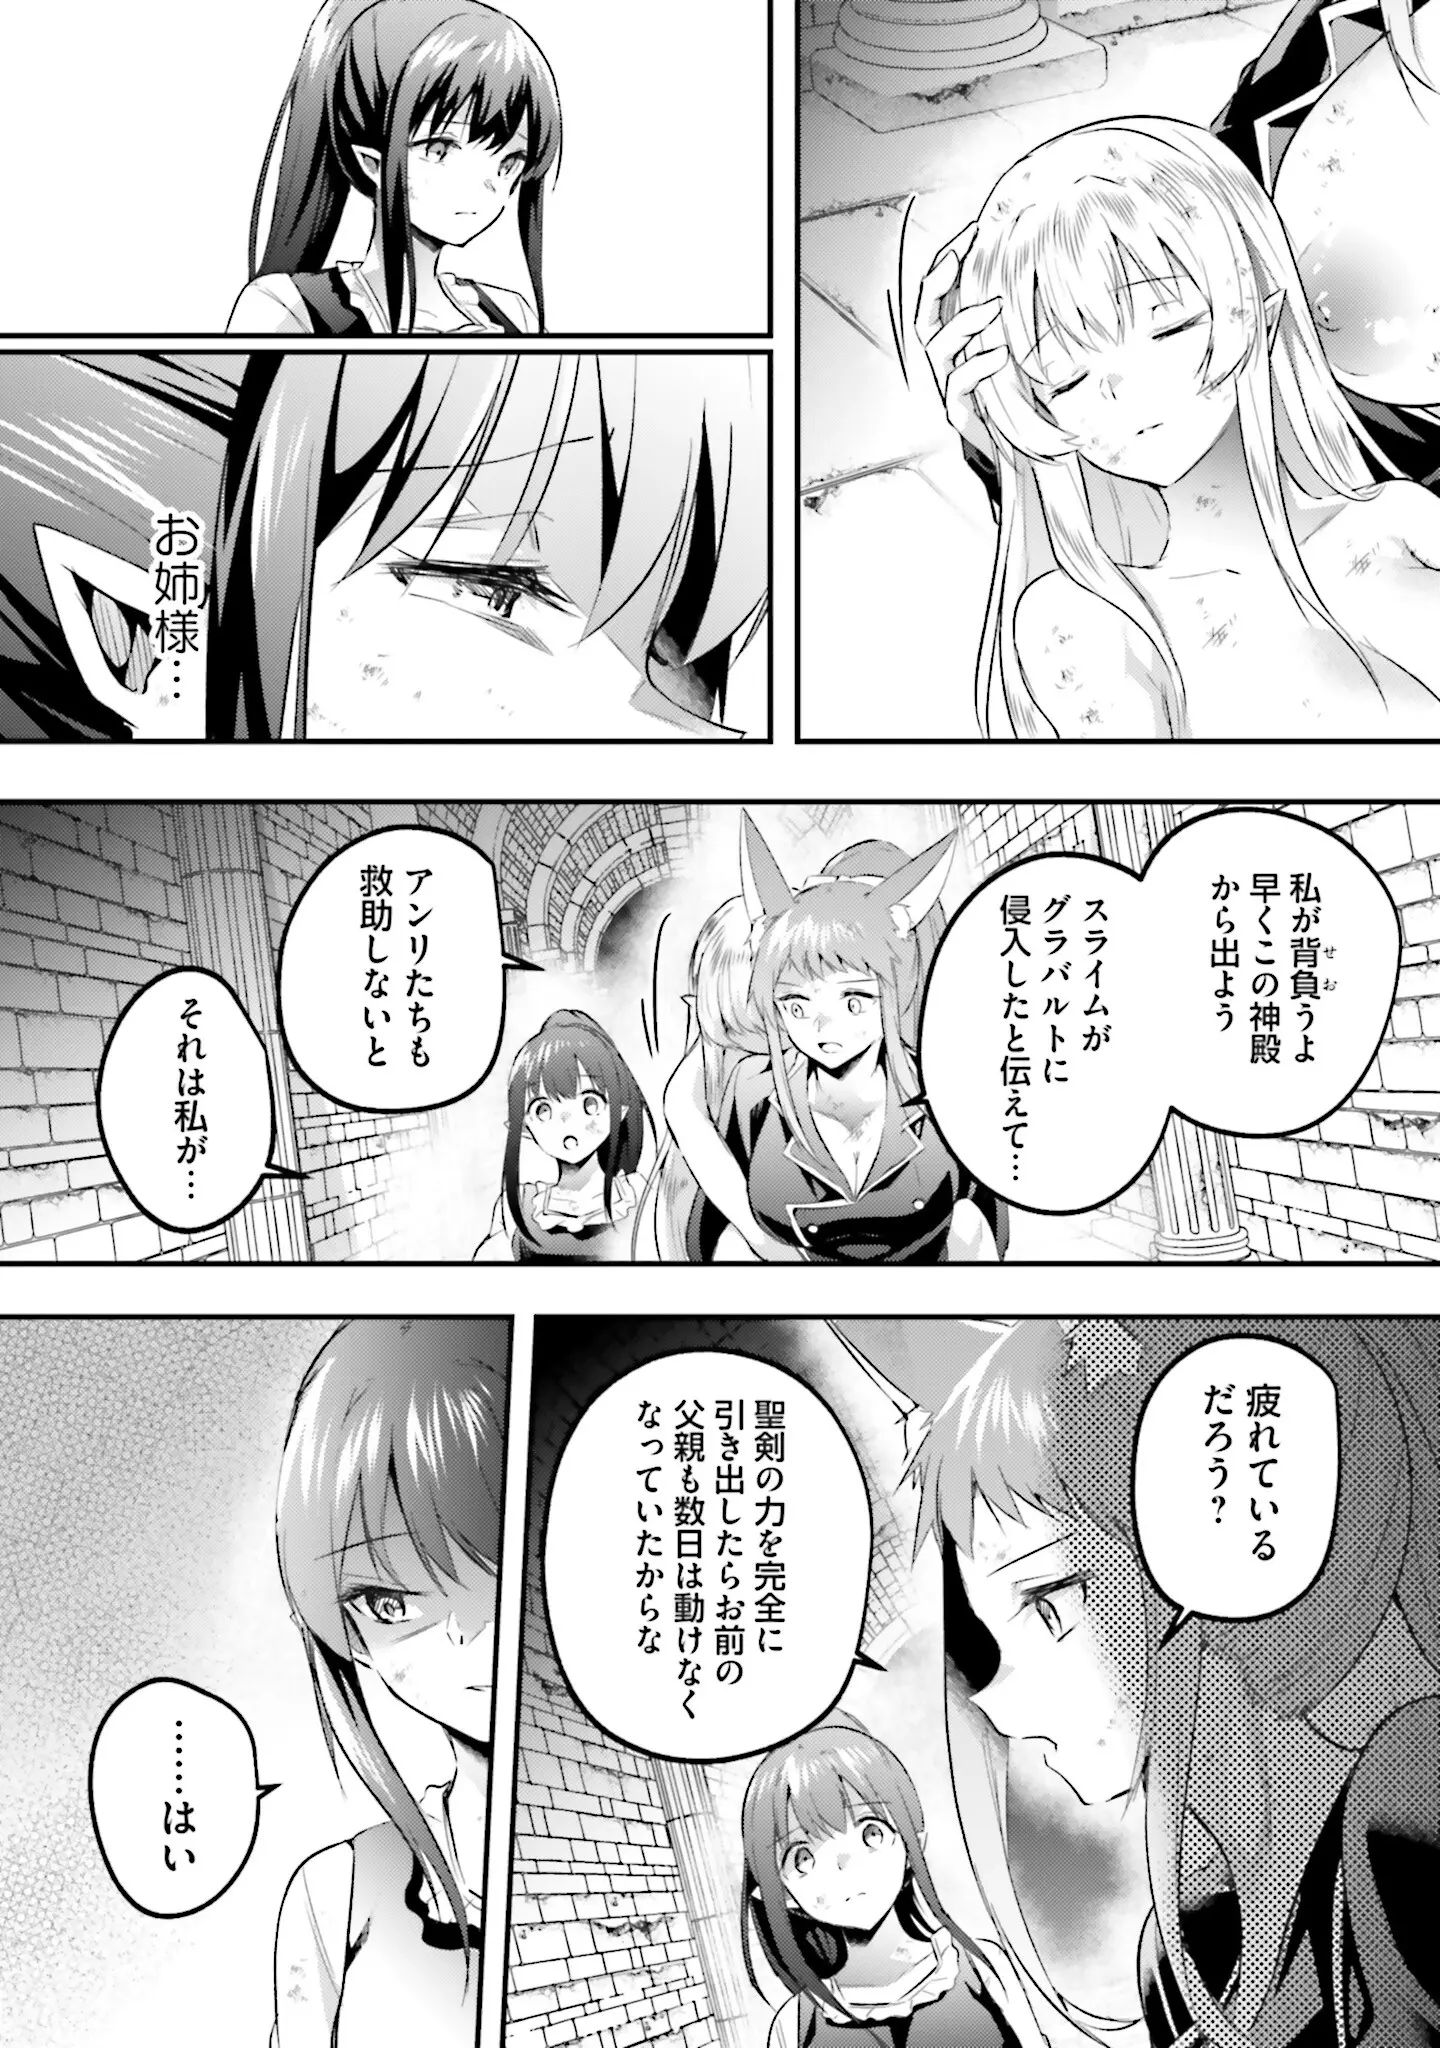 お姉様…
私が背負うよ
せお
早くこの神殿
から出よう
スライムが
グラバルトに
侵入したと伝えて…
アンリたちも
救助しないと
それは私が…
疲れている
だろう?
聖剣の力を完全に
引き出したらお前の
父親も数日は動けなく
なっていたからな
……はい